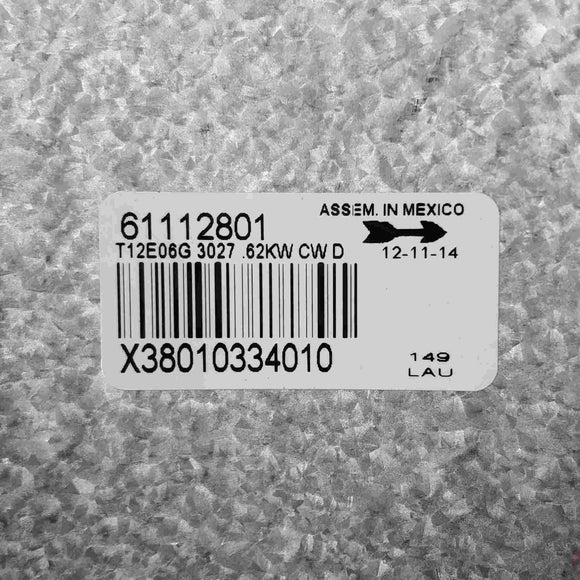 ASSEM. IN MEXICO
61112801
T12E06G 3027 .62KW CW D
12-11-14
X38010334010
149
LAU